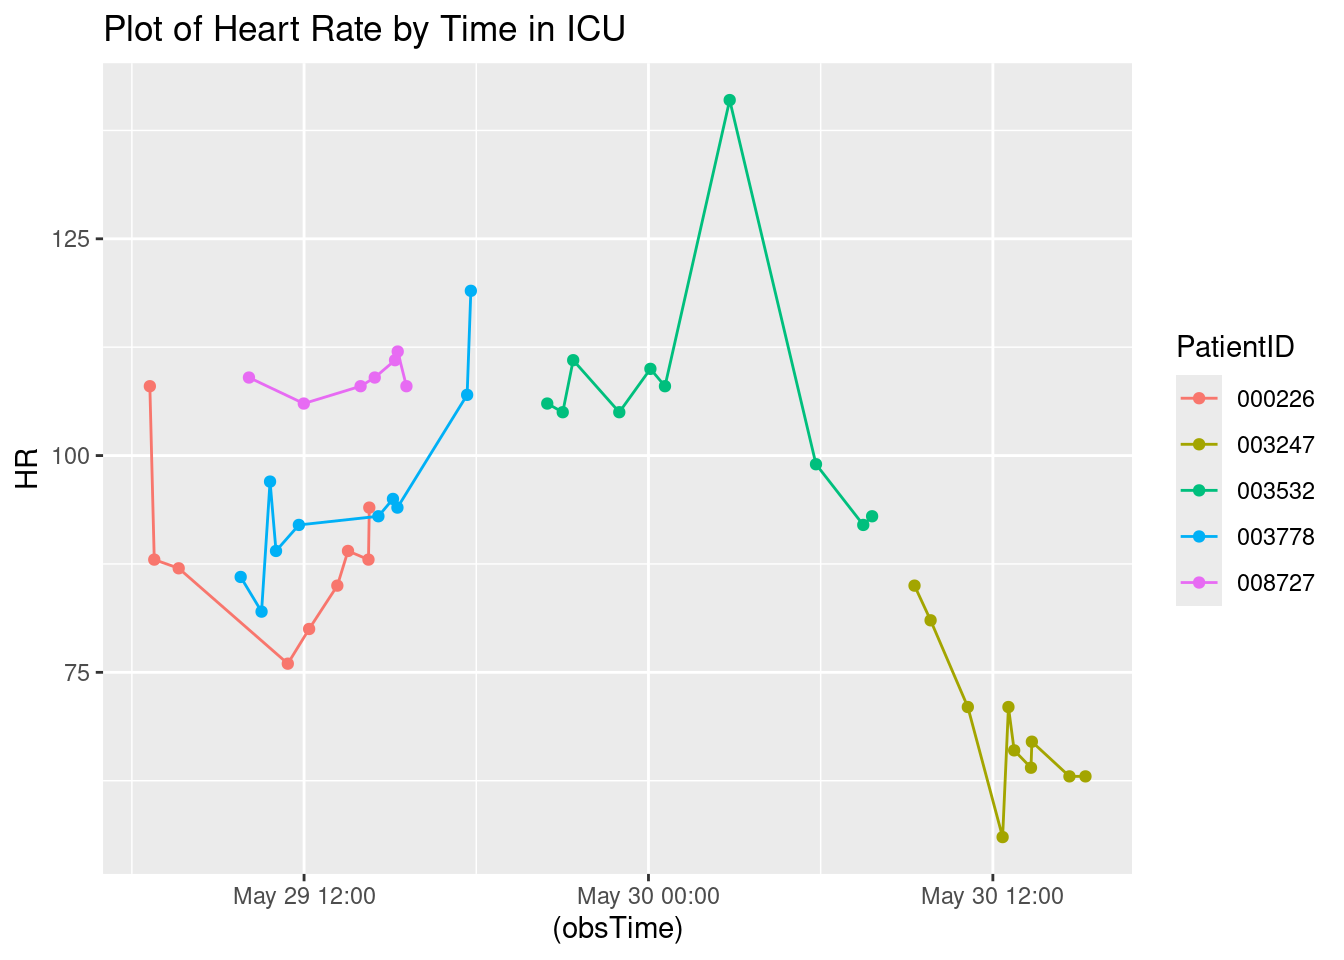 Plot of Heart Rate by Time in ICU
HR
125
100
75
May 29 12:00
May 30 00:00
May 30 12:00
(obsTime)
PatientID
000226
003247
003532
003778
008727